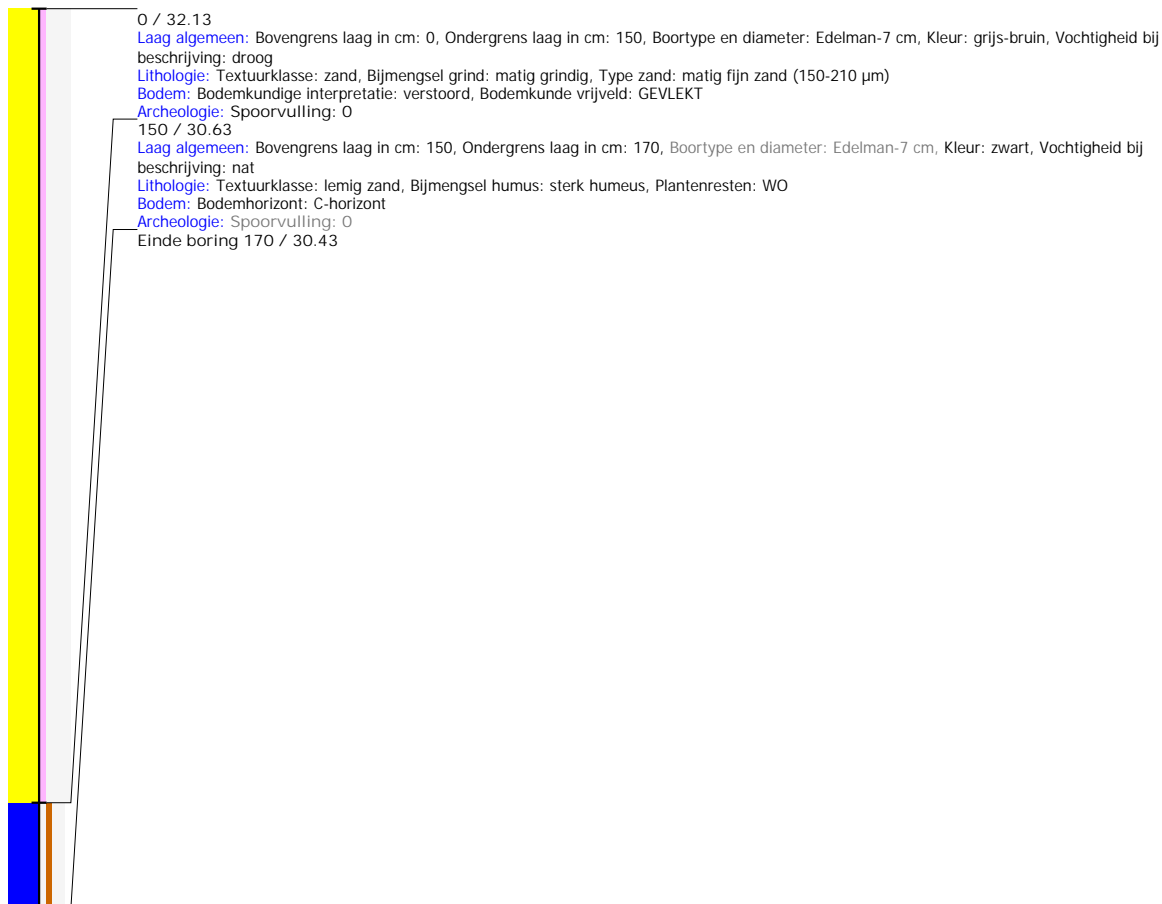 0 / 32.13
Laag algemeen: Bovengrens laag in cm: 0, Ondergrens laag in cm: 150, Boortype en diameter: Edelman-7 cm, Kleur: grijs-bruin, Vochtigheid bij
beschrijving: droog
Lithologie: Textuurklasse: zand, Bijmengsel grind: matig grindig, Type zand: matig fijn zand (150-210 µm)
Bodem: Bodemkundige interpretatie: verstoord, Bodemkunde vrijveld: GEVLEKT
Archeologie: Spoorvulling: 0
150 / 30.63
Laag algemeen: Bovengrens laag in cm: 150, Ondergrens laag in cm: 170, Boortype en diameter: Edelman-7 cm, Kleur: zwart, Vochtigheid bij
beschrijving: nat
Lithologie: Textuurklasse: lemig zand, Bijmengsel humus: sterk humeus, Plantenresten: WO
Bodem: Bodemhorizont: C-horizont
Archeologie: Spoorvulling: 0
Einde boring 170 / 30.43